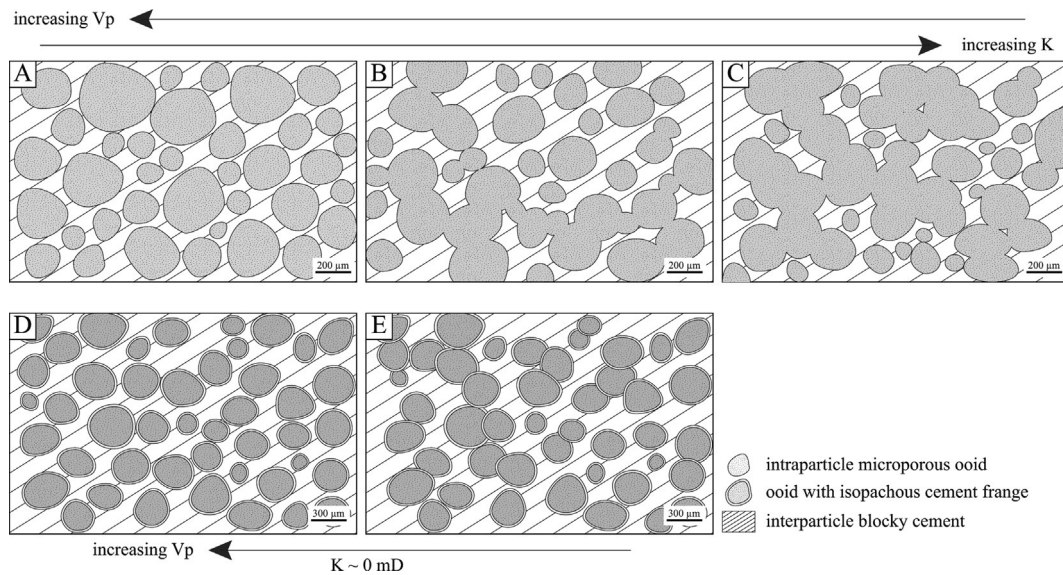 increasing Vp
increasing K
A
B
C
200 µm
200 µm
200 µm
D
E
300 µm
300 µm
intraparticle microporous ooid
ooid with isopachous cement frange
interparticle blocky cement
increasing Vp
K ~ 0 mD